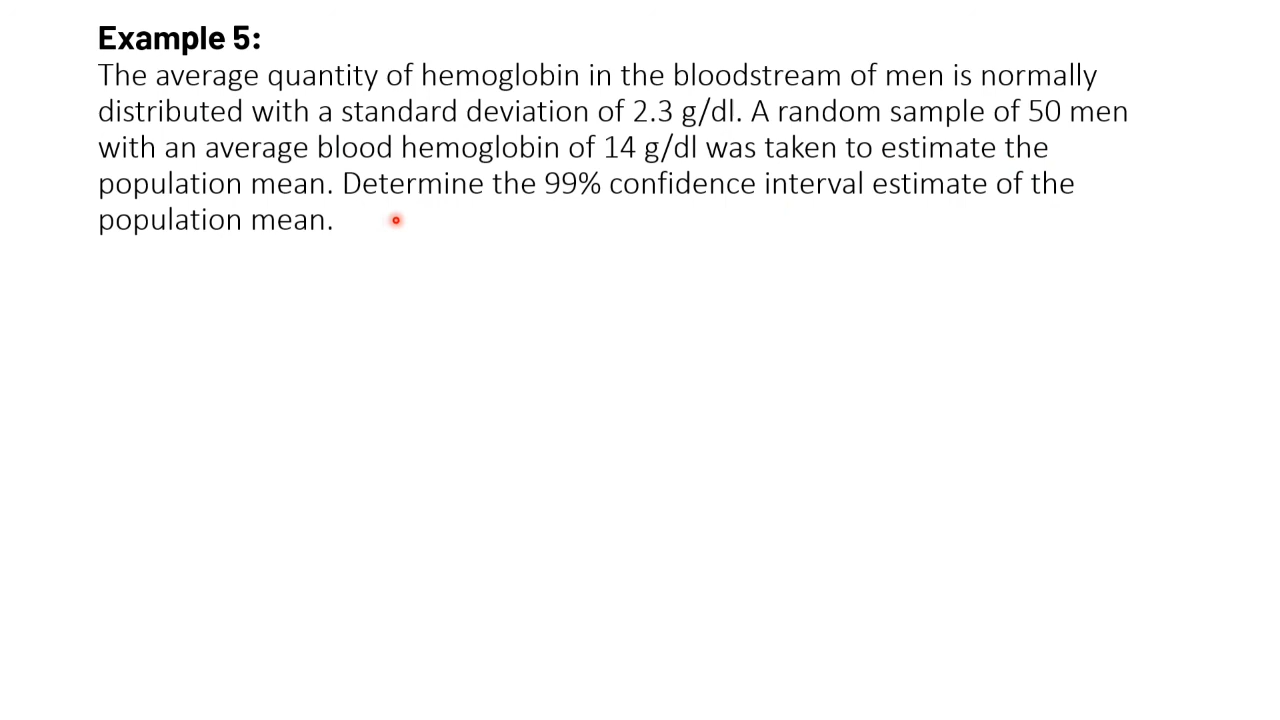 Example 5:
The average quantity of hemoglobin in the bloodstream of men is normally
distributed with a standard deviation of 2.3 g/dl. A random sample of 50 men
with an average blood hemoglobin of 14 g/dl was taken to estimate the
population mean. Determine the 99% confidence interval estimate of the
population mean.